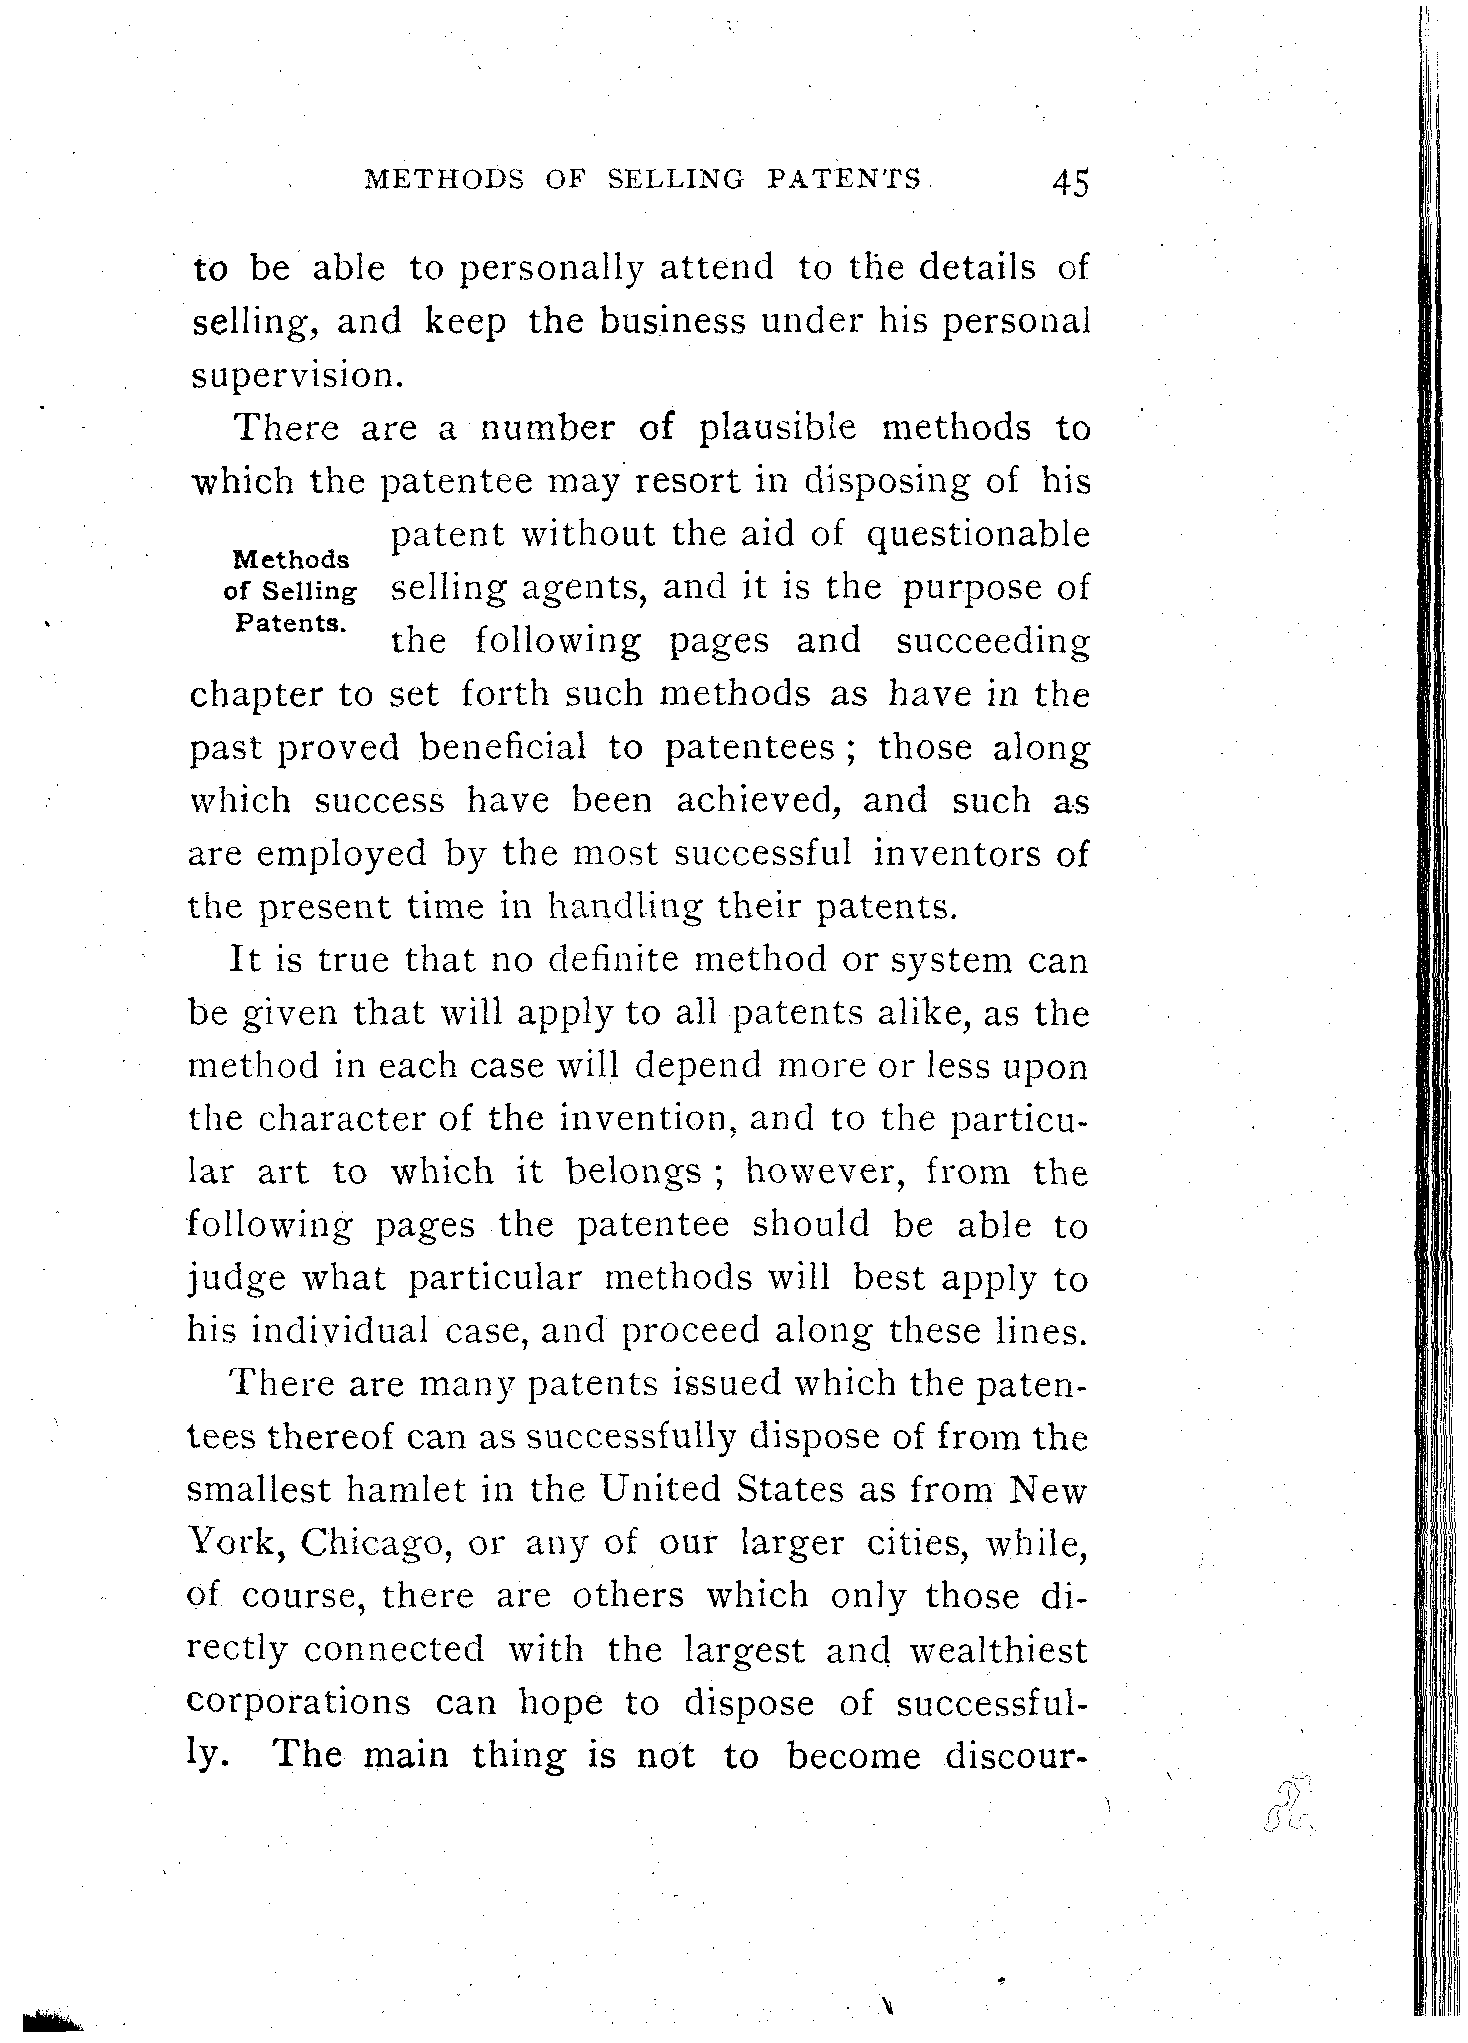 METHODS OF SELLING PATENTS 45
to be able to personally attend to the details of
selling, and keep the business under his personal
supervision.
There are a number of plausible methods to
which the patentee may resort in disposing of his
Methods
of Selling
Patents.
patent without the aid of questionable
selling agents, and it is the purpose of
the following pages and succeeding
chapter to set forth such methods as have in the
past proved beneficial to patentees ; those along
which success have been achieved, and such as
are employed by the most successful inventors of
the present time in handling their patents.
It is true that no definite method or system can
be given that will apply to all patents alike, as the
method in each case will depend more or less upon
the character of the invention, and to the particu-
lar art to which it belongs ; however, from the
following pages the patentee should be able to
judge what particular methods will best apply to
his individual case, and proceed along these lines.
There are many patents issued which the paten-
tees thereof can as successfully dispose of from the
smallest hamlet in the United States as from New
York, Chicago, or any of our larger cities, while,
of course, there are others which only those di-
rectly connected with the largest and wealthiest
corporations can hope to dispose of successful-
ly. The main thing is not to become discour-